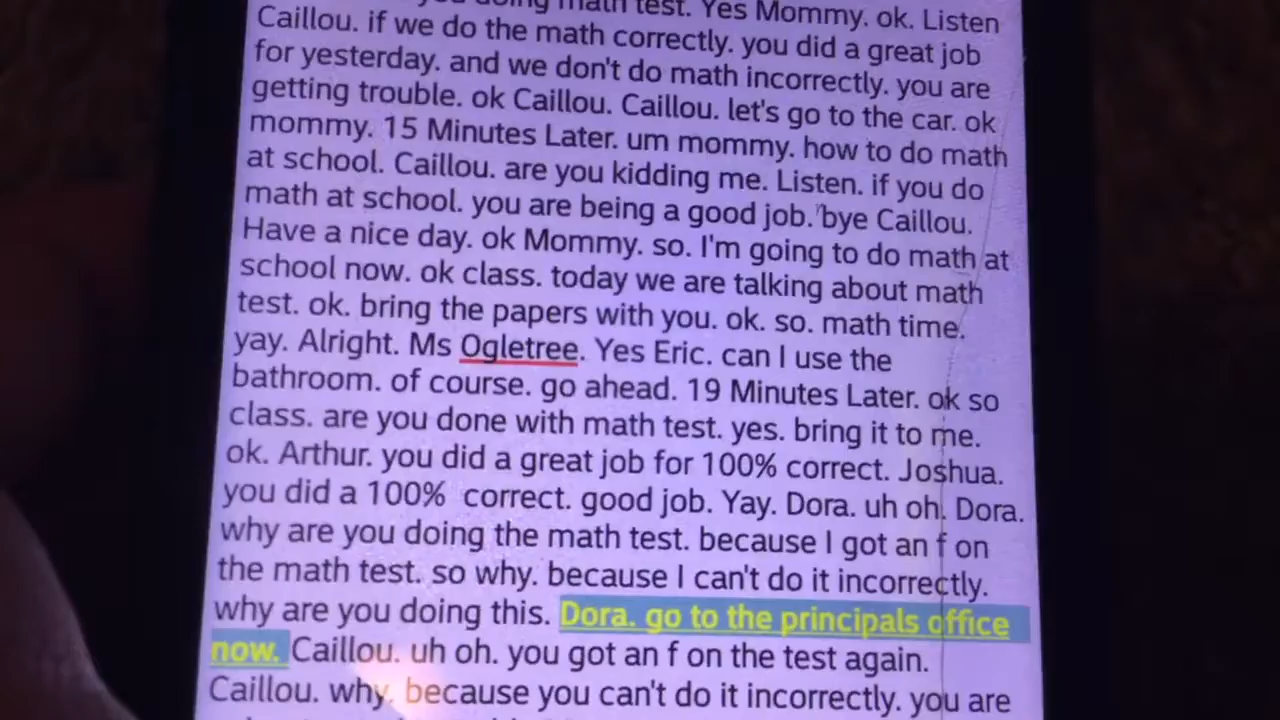 doing math test. Yes Mommy. ok. Listen
Caillou. if we do the math correctly. you did a great job
for yesterday. and we don't do math incorrectly. you are
getting trouble. ok Caillou. Caillou. let's go to the car. ok
mommy. 15 Minutes Later. um mommy. how to do math
at school. Caillou. are you kidding me. Listen. if you do
math at school. you are being a good job. bye Caillou.
Have a nice day. ok Mommy. so. I'm going to do math at
school now. ok class. today we are talking about math
test. ok. bring the papers with you. ok. so. math time.
yay. Alright. Ms Ogletree. Yes Eric. can I use the
bathroom. of course. go ahead. 19 Minutes Later. ok so
class. are you done with math test. yes. bring it to me.
ok. Arthur. you did a great job for 100% correct. Joshua.
you did a 100% correct. good job. Yay. Dora. uh oh. Dora.
why are you doing the math test. because I got an f on
the math test. so why. because I can't do it incorrectly.
why are you doing this. Dora. go to the principals office
now. Caillou. uh oh. you got an f on the test again.
Caillou. why. because you can't do it incorrectly. you are